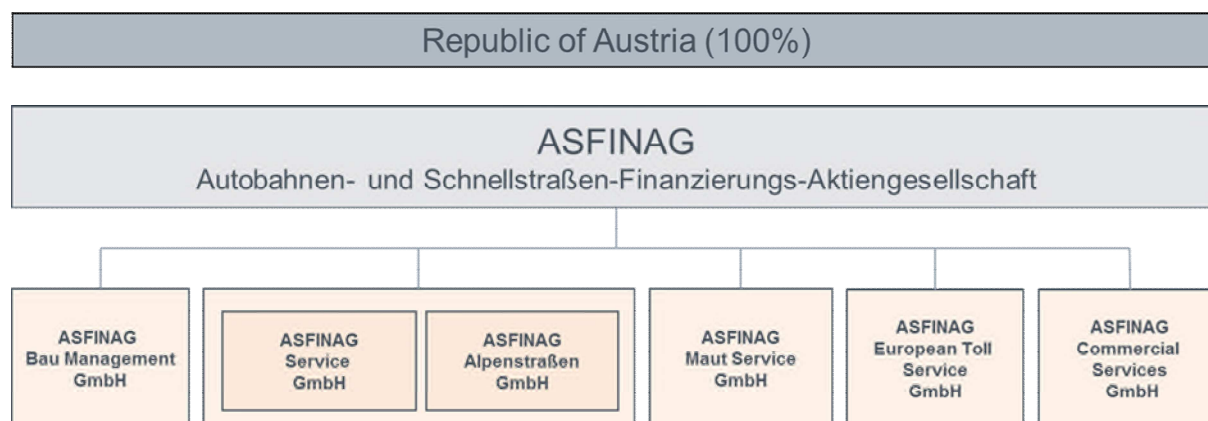 Republic of Austria (100%)
ASFINAG
Autobahnen- und Schnellstraßen-Finanzierungs-Aktiengesellschaft
ASFINAG
Bau Management
GmbH
ASFINAG
Service
GmbH
ASFINAG
Alpenstraßen
GmbH
ASFINAG
Maut Service
GmbH
ASFINAG
European Toll
Service
GmbH
ASFINAG
Commercial
Services
GmbH